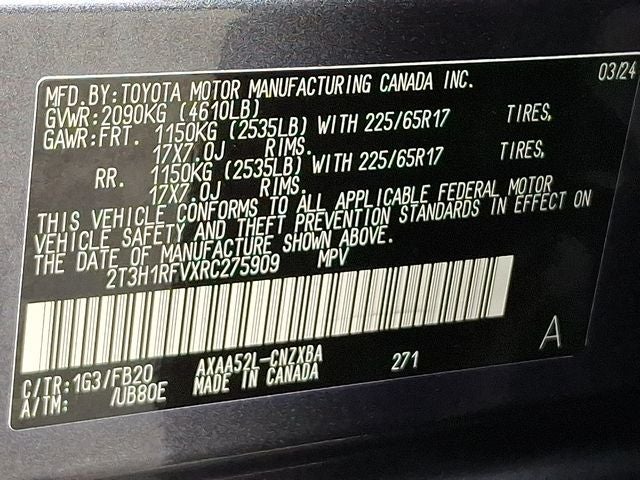 03/24
MFD.BY:TOYOTA MOTOR MANUFACTURING CANADA INC.
GVWR:2090KG (4610LB)
GAWR:FRT. 1150KG (2535LB) WITH 225/65R17 TIRES,
17X7.0J RIMS.
RR. 1150KG (2535LB) WITH 225/65R17 TIRES,
17X7.0J RIMS.
THIS VEHICLE CONFORMS TO ALL APPLICABLE FEDERAL MOTOR
VEHICLE SAFETY AND THEFT PREVENTION STANDARDS IN EFFECT ON
THE DATE OF MANUFACTURE SHOWN ABOVE.
2T3H1RFVXRC275909 MPV
C/TR:1G3/FB20 AXAA52L-CNZXBA 271 A
A/TM: /UB80E MADE IN CANADA